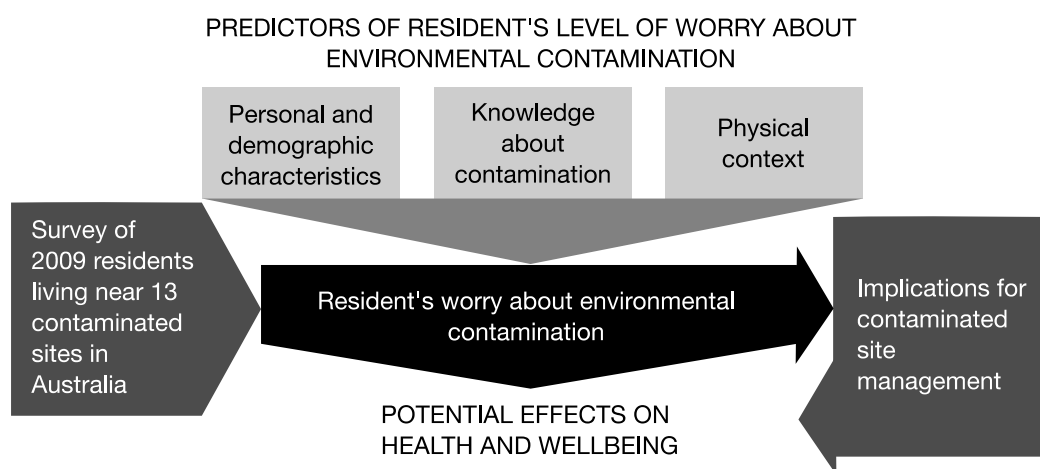 PREDICTORS OF RESIDENT'S LEVEL OF WORRY ABOUT
ENVIRONMENTAL CONTAMINATION
Personal and
demographic
characteristics
Knowledge
about
contamination
Physical
context
Survey of
2009 residents
living near 13
contaminated
sites in
Australia
Resident's worry about environmental
contamination
Implications for
contaminated
site
management
POTENTIAL EFFECTS ON
HEALTH AND WELLBEING